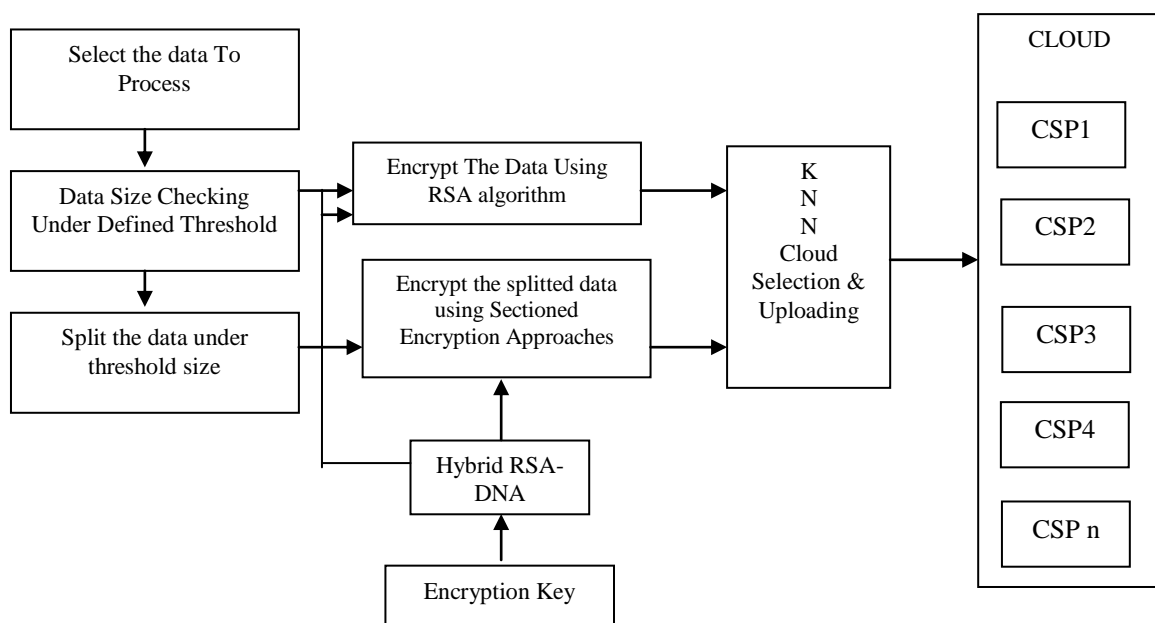 Select the data To
Process
Data Size Checking
Under Defined Threshold
Split the data under
threshold size
Encrypt The Data Using
RSA algorithm
Encrypt the splitted data
using Sectioned
Encryption Approaches
Hybrid RSA-
DNA
Encryption Key
K
N
N
Cloud
Selection &
Uploading
CLOUD
CSP1
CSP2
CSP3
CSP4
CSP n